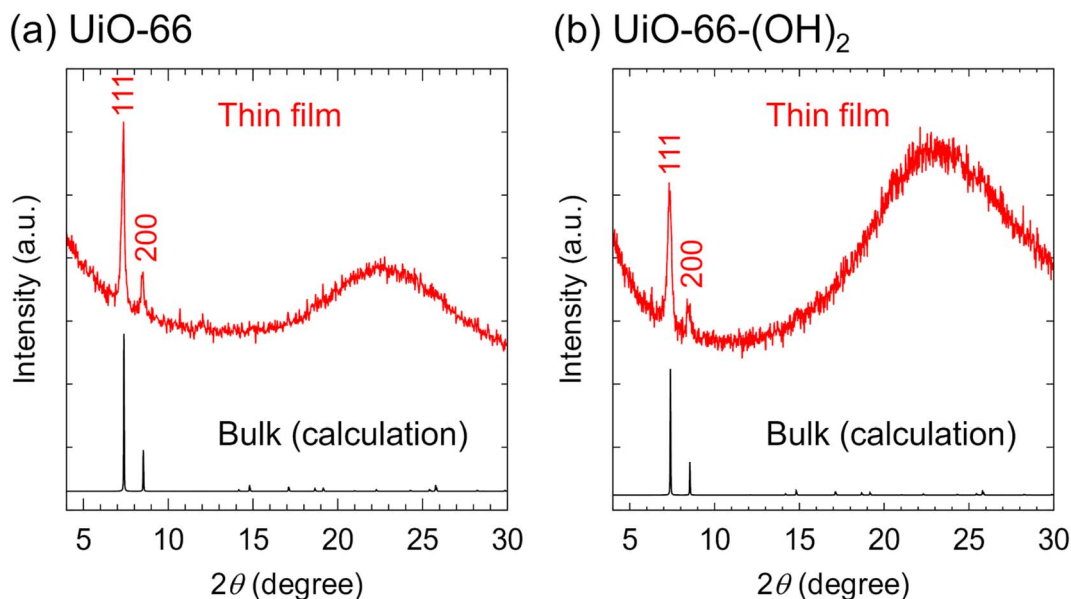 (a) UiO-66
111
200
Thin film
Bulk (calculation)
Intensity (a.u.)
5 10 15 20 25 30
2θ (degree)
(b) UiO-66-(OH)₂
111
200
Thin film
Bulk (calculation)
Intensity (a.u.)
5 10 15 20 25 30
2θ (degree)